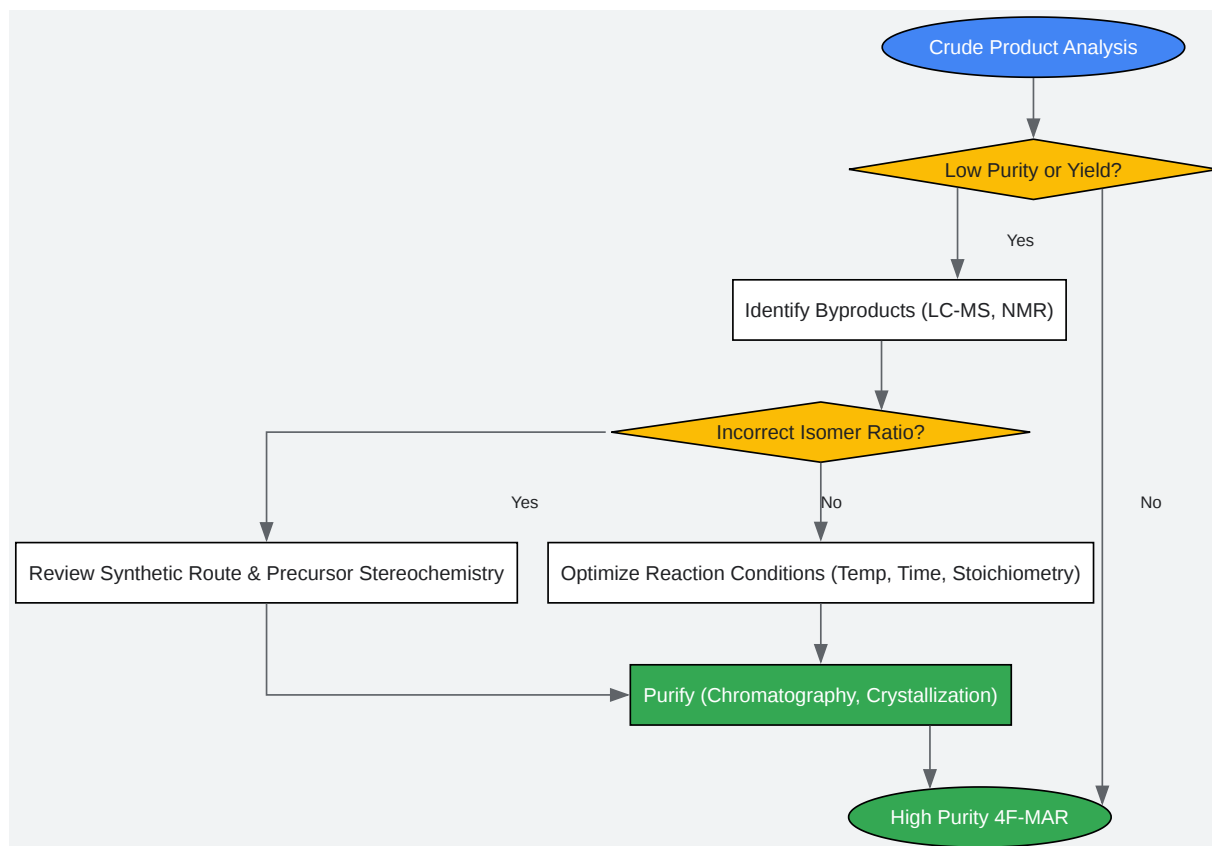 Crude Product Analysis
Low Purity or Yield?
Yes
Identify Byproducts (LC-MS, NMR)
Incorrect Isomer Ratio?
Yes
No
No
Review Synthetic Route & Precursor Stereochemistry
Optimize Reaction Conditions (Temp, Time, Stoichiometry)
Purify (Chromatography, Crystallization)
High Purity 4F-MAR